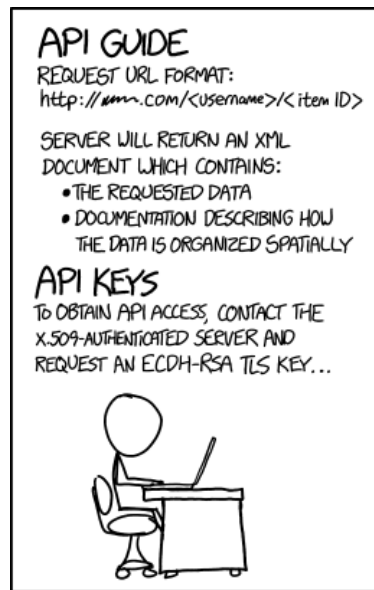 API GUIDE
REQUEST URL FORMAT:
http://.com/<username>/<item ID>
SERVER WILL RETURN AN XML
DOCUMENT WHICH CONTAINS:
• THE REQUESTED DATA
• DOCUMENTATION DESCRIBING HOW
THE DATA IS ORGANIZED SPATIALLY
API KEYS
TO OBTAIN API ACCESS, CONTACT THE
X.509-AUTHENTICATED SERVER AND
REQUEST AN ECDH-RSA TLS KEY...